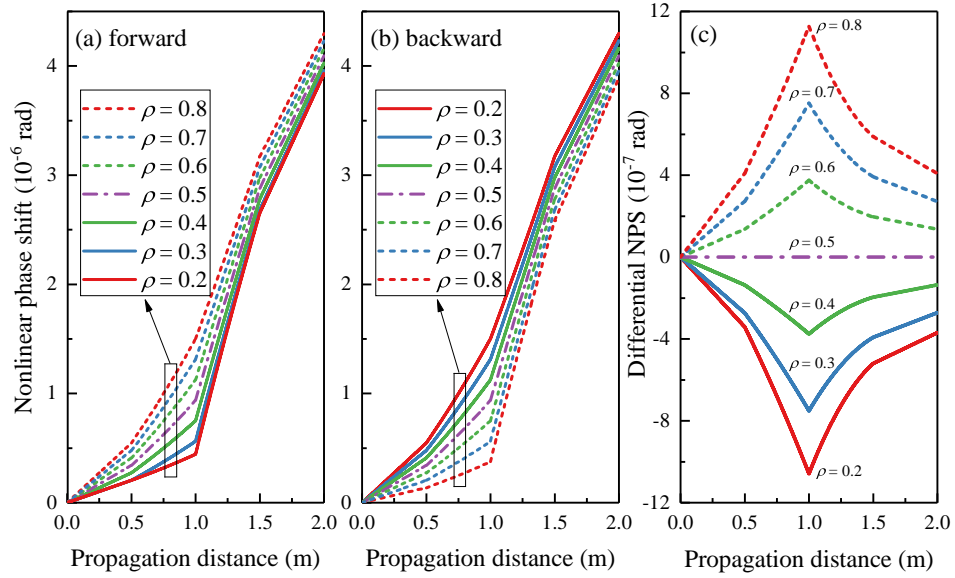 (a) forward
Nonlinear phase shift (10⁻⁶ rad)
4
3
2
1
0
ρ = 0.8
ρ = 0.7
ρ = 0.6
ρ = 0.5
ρ = 0.4
ρ = 0.3
ρ = 0.2
0.0 0.5 1.0 1.5 2.0
Propagation distance (m)
(b) backward
4
3
2
1
0
ρ = 0.2
ρ = 0.3
ρ = 0.4
ρ = 0.5
ρ = 0.6
ρ = 0.7
ρ = 0.8
0.0 0.5 1.0 1.5 2.0
Propagation distance (m)
(c)
Differential NPS (10⁻⁷ rad)
12
8
4
0
-4
-8
-12
ρ = 0.8
ρ = 0.7
ρ = 0.6
ρ = 0.5
ρ = 0.4
ρ = 0.3
ρ = 0.2
0.0 0.5 1.0 1.5 2.0
Propagation distance (m)